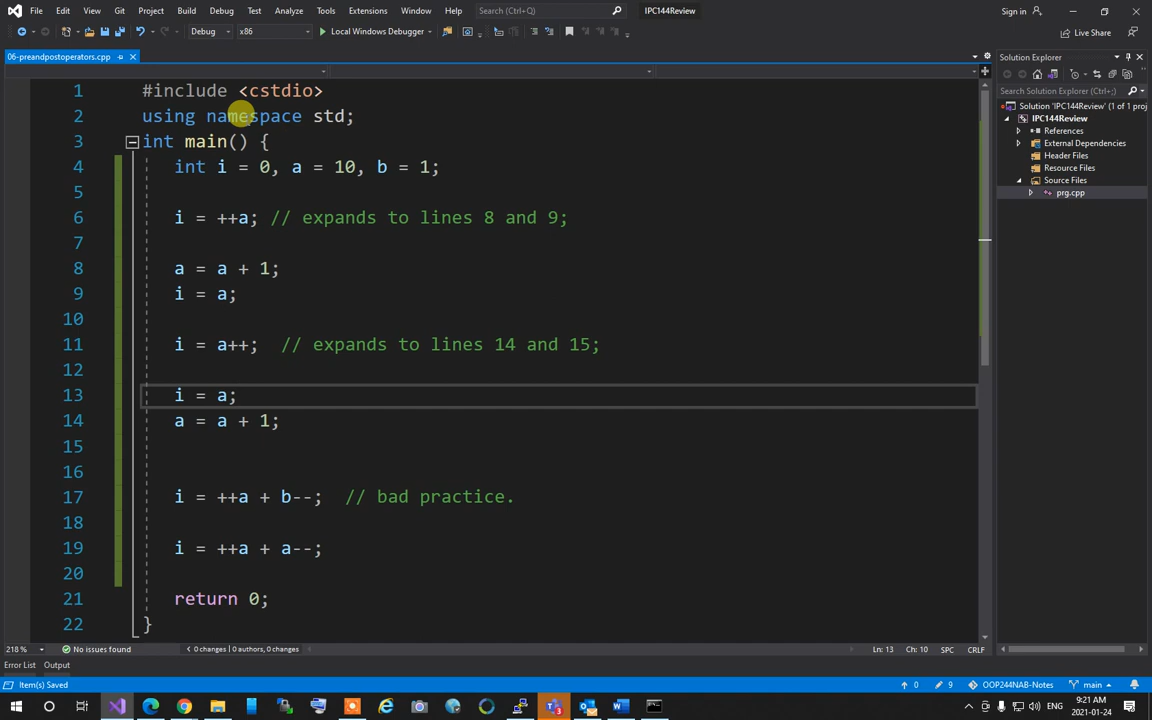 File Edit View Git Project Build Debug Test Analyze Tools Extensions Window Help Search (Ctrl+Q) IPC144Review Sign in
Debug x86 Local Windows Debugger Live Share
06-preandpostoperators.cpp
1 #include <cstdio>
2 using namespace std;
3 int main() {
4 int i = 0, a = 10, b = 1;
5
6 i = ++a; // expands to lines 8 and 9;
7
8 a = a + 1;
9 i = a;
10
11 i = a++;  // expands to lines 14 and 15;
12
13 i = a;
14 a = a + 1;
15
16
17 i = ++a + b--;  // bad practice.
18
19 i = ++a + a--;
20
21 return 0;
22 }
Solution Explorer
Search Solution Explorer (Ctrl+;)
Solution 'IPC144Review' (1 of 1 proj
IPC144Review
References
External Dependencies
Header Files
Resource Files
Source Files
prg.cpp
218 % No issues found 0 changes | 0 authors, 0 changes Ln: 13 Ch: 10 SPC CRLF
Error List Output
Item(s) Saved 0 9 OOP244NAB-Notes main
9:21 AM
2021-01-24